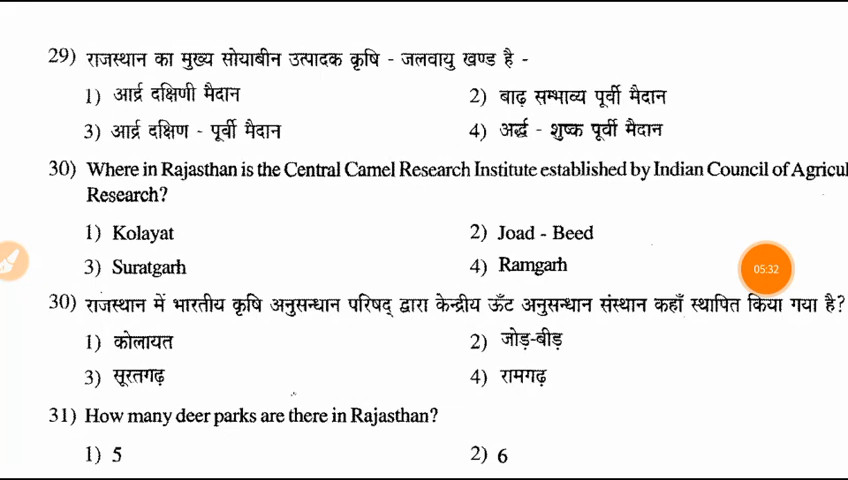 29) राजस्थान का मुख्य सोयाबीन उत्पादक कृषि - जलवायु खण्ड है -
1) आर्द्र दक्षिणी मैदान 2) बाढ़ सम्भाव्य पूर्वी मैदान
3) आर्द्र दक्षिण - पूर्वी मैदान 4) अर्द्ध - शुष्क पूर्वी मैदान
30) Where in Rajasthan is the Central Camel Research Institute established by Indian Council of Agricul
Research?
1) Kolayat 2) Joad - Beed
3) Suratgarh 4) Ramgarh
05:32
30) राजस्थान में भारतीय कृषि अनुसन्धान परिषद् द्वारा केन्द्रीय ऊँट अनुसन्धान संस्थान कहाँ स्थापित किया गया है?
1) कोलायत 2) जोड़-बीड़
3) सूरतगढ़ 4) रामगढ़
31) How many deer parks are there in Rajasthan?
1) 5 2) 6